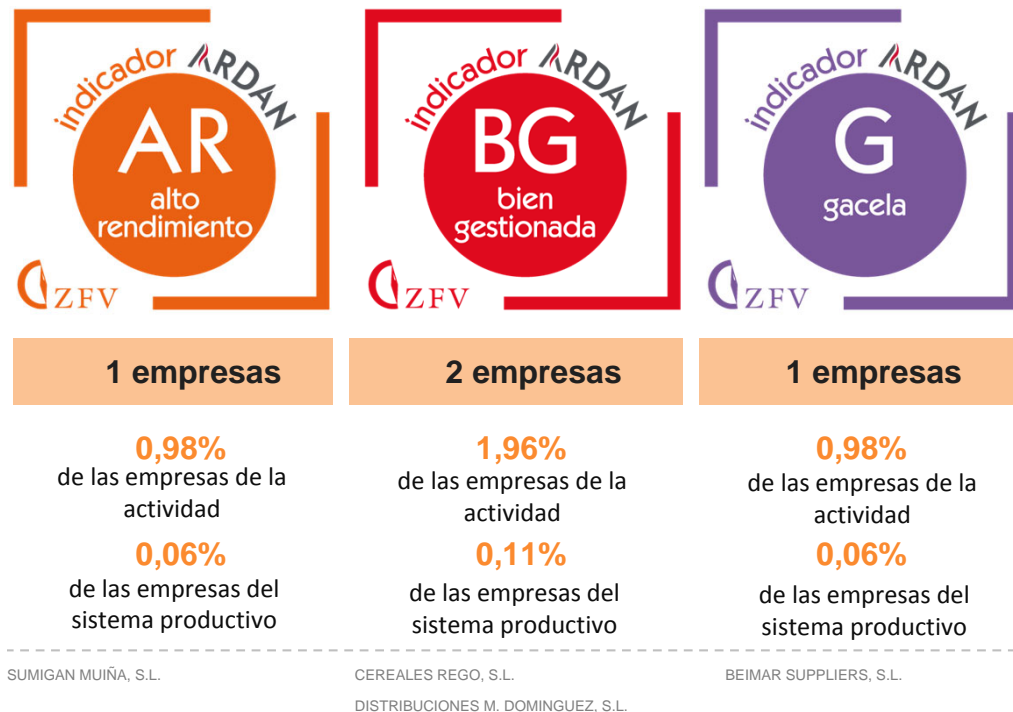 indicador ARDAN
AR
alto
rendimiento
ZFV
indicador ARDAN
BG
bien
gestionada
ZFV
indicador ARDAN
G
gacela
ZFV
1 empresas
2 empresas
1 empresas
0,98%
de las empresas de la
actividad
0,06%
de las empresas del
sistema productivo
1,96%
de las empresas de la
actividad
0,11%
de las empresas del
sistema productivo
0,98%
de las empresas de la
actividad
0,06%
de las empresas del
sistema productivo
SUMIGAN MUIÑA, S.L.
CEREALES REGO, S.L.
DISTRIBUCIONES M. DOMINGUEZ, S.L.
BEIMAR SUPPLIERS, S.L.